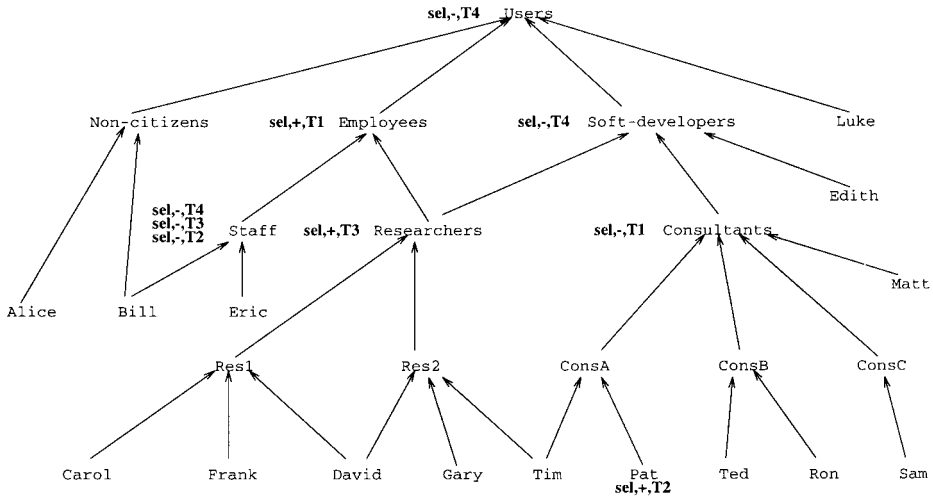 sel,-,T4 Users
Non-citizens sel,+,T1 Employees sel,-,T4 Soft-developers Luke
Edith
sel,-,T4
sel,-,T3
sel,-,T2
Staff sel,+,T3 Researchers sel,-,T1 Consultants
Matt
Alice Bill Eric
Res1 Res2 ConsA ConsB ConsC
Carol Frank David Gary Tim Pat Ted Ron Sam
sel,+,T2